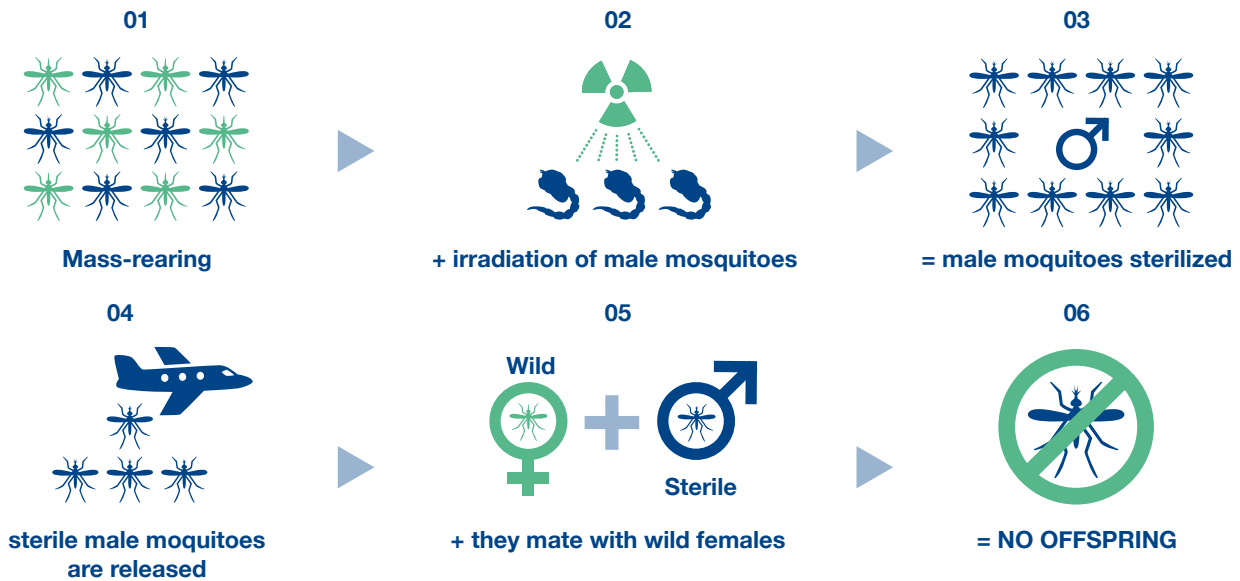 01
02
03
Mass-rearing
+ irradiation of male mosquitoes
= male moquitoes sterilized
04
05
06
Wild
Sterile
sterile male moquitoes
are released
+ they mate with wild females
= NO OFFSPRING